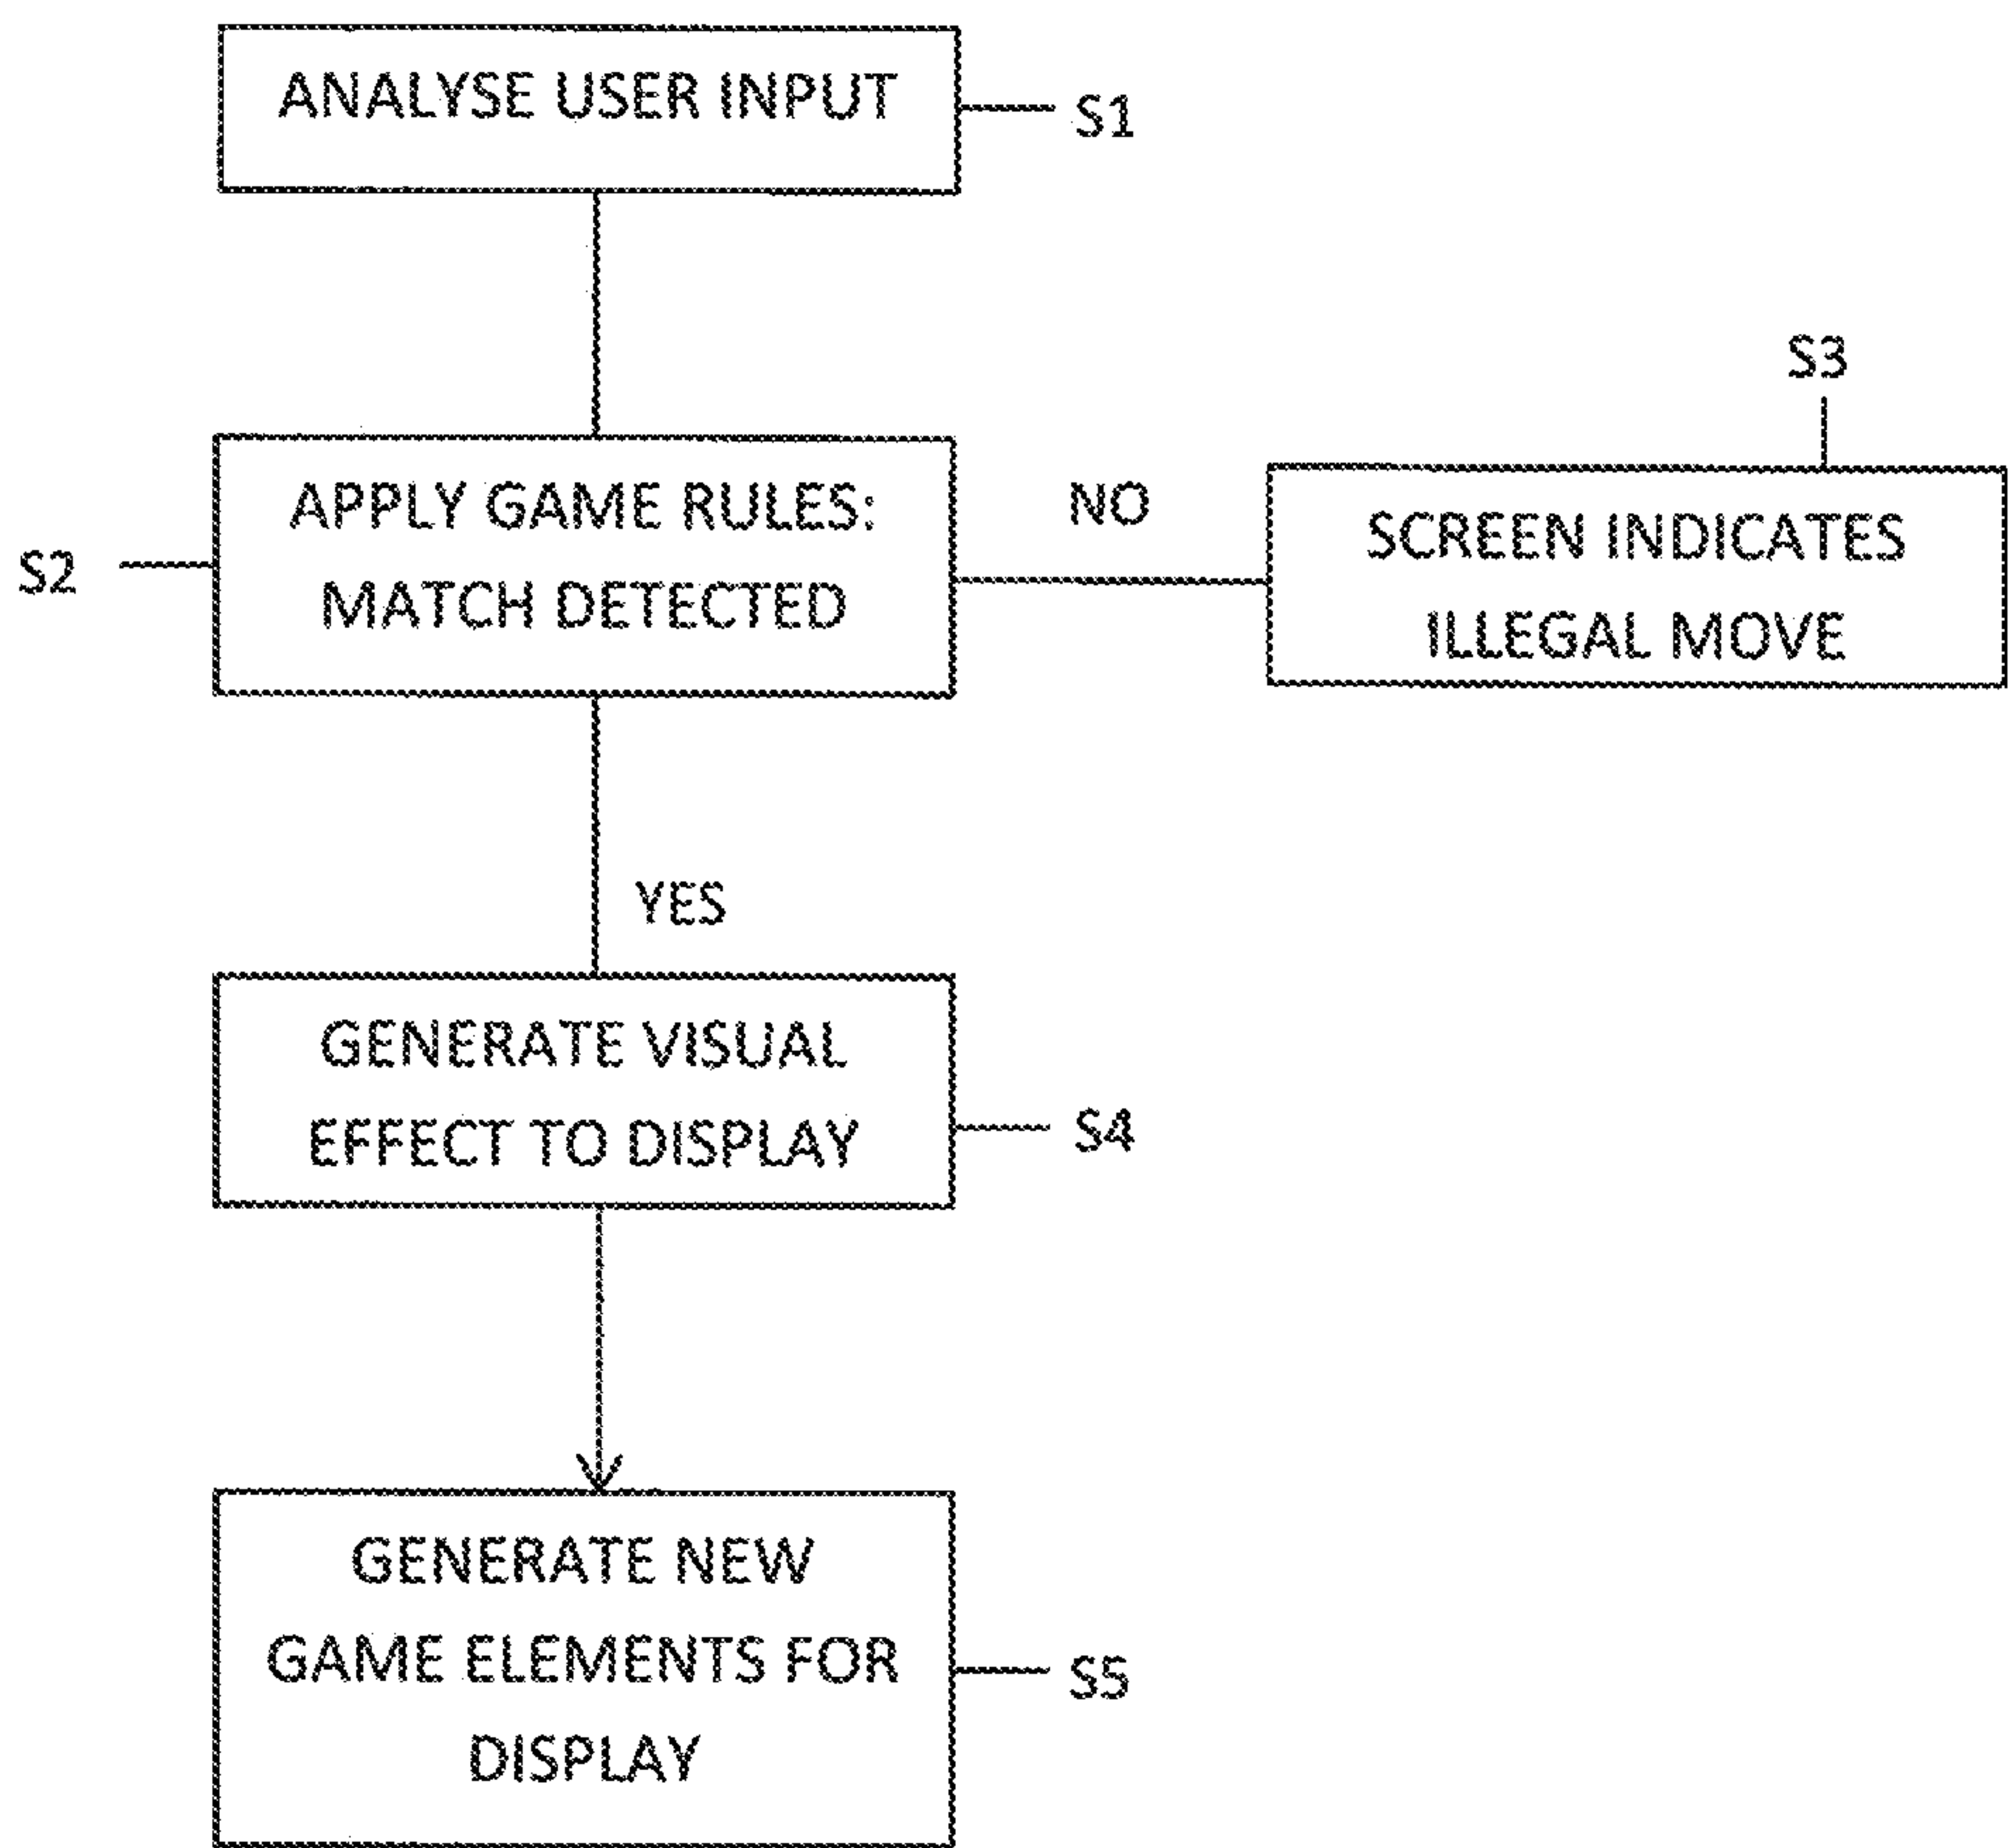 ANALYSE USER INPUT
S1
S3
APPLY GAME RULES:
MATCH DETECTED
S2
NO
SCREEN INDICATES
ILLEGAL MOVE
YES
GENERATE VISUAL
EFFECT TO DISPLAY
S4
GENERATE NEW
GAME ELEMENTS FOR
DISPLAY
S5